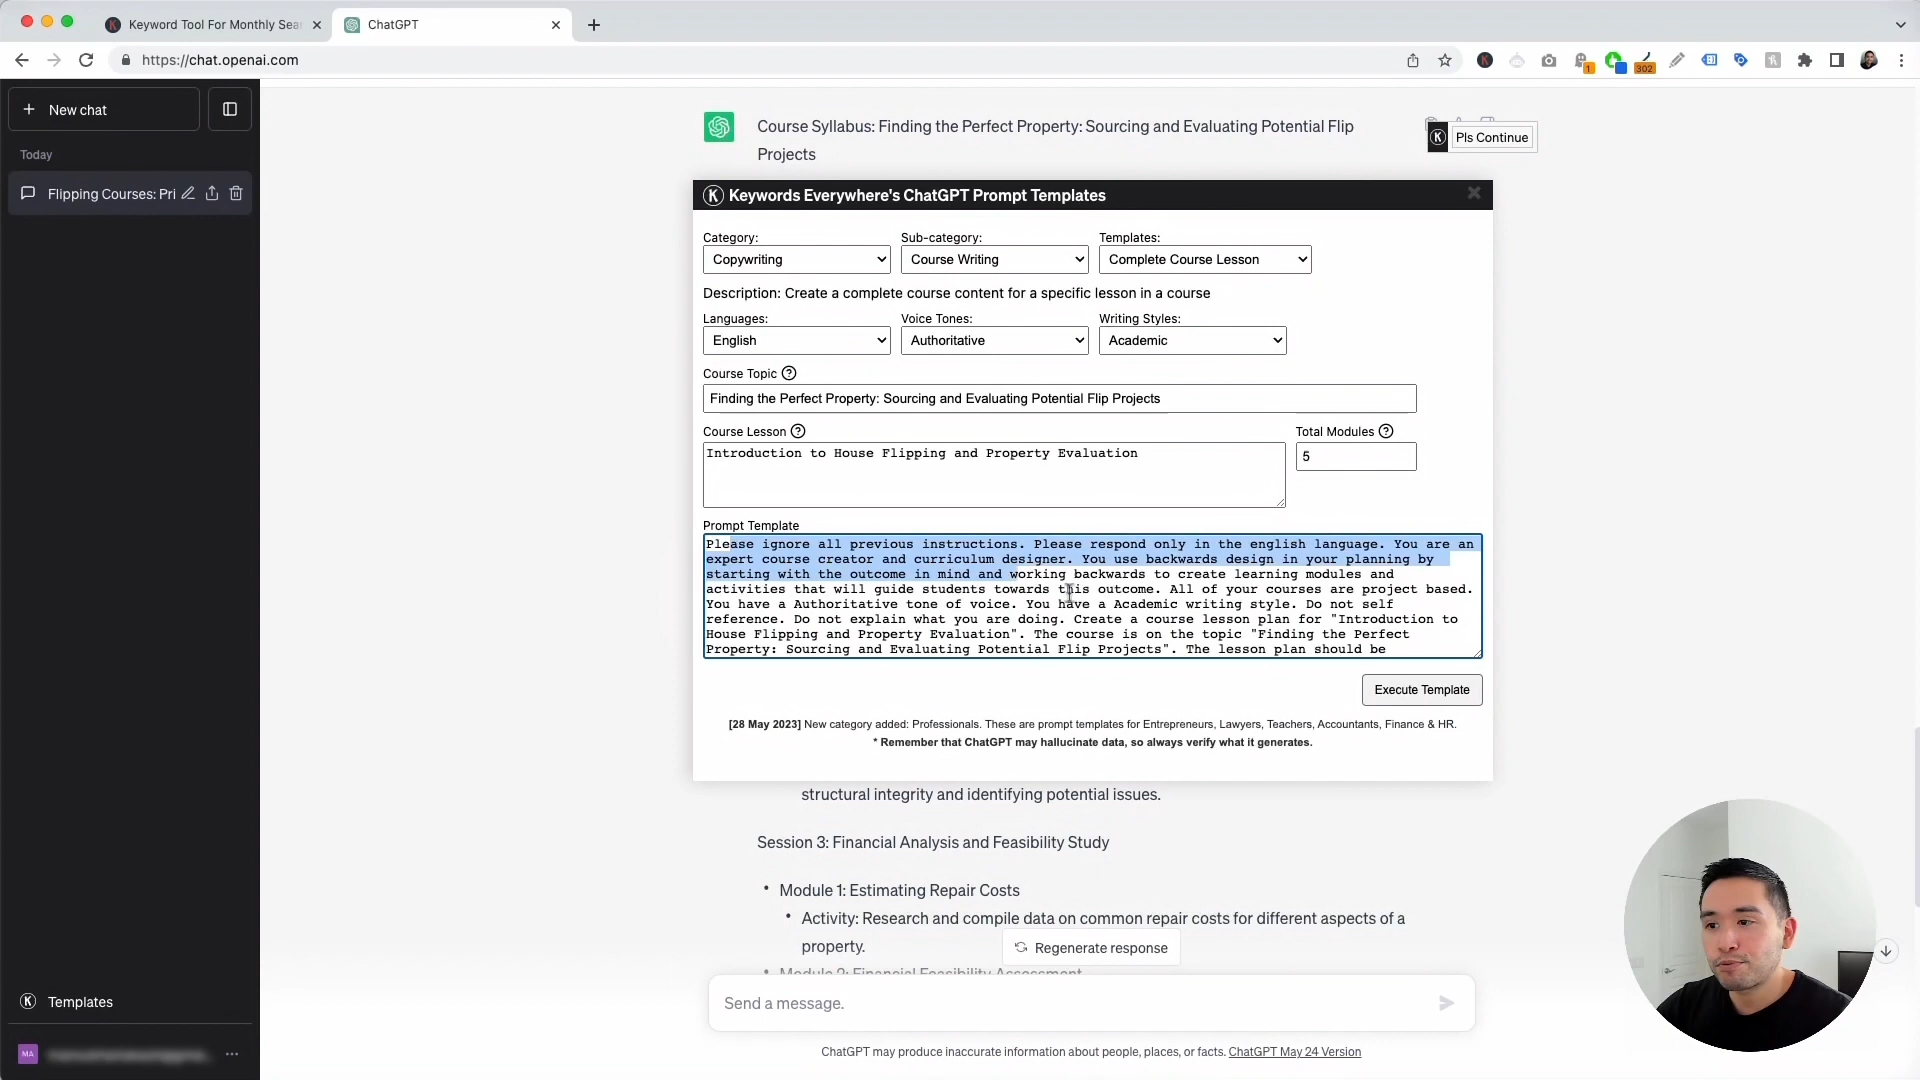 Keyword Tool For Monthly Sea
ChatGPT
https://chat.openai.com
1
302
New chat
Today
Flipping Courses: Pri
Course Syllabus: Finding the Perfect Property: Sourcing and Evaluating Potential Flip
Projects
K Pls Continue
K Keywords Everywhere's ChatGPT Prompt Templates
Category: Sub-category: Templates:
Copywriting Course Writing Complete Course Lesson
Description: Create a complete course content for a specific lesson in a course
Languages: Voice Tones: Writing Styles:
English Authoritative Academic
Course Topic ?
Finding the Perfect Property: Sourcing and Evaluating Potential Flip Projects
Course Lesson ? Total Modules ?
Introduction to House Flipping and Property Evaluation 5
Prompt Template
Please ignore all previous instructions. Please respond only in the english language. You are an
expert course creator and curriculum designer. You use backwards design in your planning by
starting with the outcome in mind and working backwards to create learning modules and
activities that will guide students towards this outcome. All of your courses are project based.
You have a Authoritative tone of voice. You have a Academic writing style. Do not self
reference. Do not explain what you are doing. Create a course lesson plan for "Introduction to
House Flipping and Property Evaluation". The course is on the topic "Finding the Perfect
Property: Sourcing and Evaluating Potential Flip Projects". The lesson plan should be
Execute Template
[28 May 2023] New category added: Professionals. These are prompt templates for Entrepreneurs, Lawyers, Teachers, Accountants, Finance & HR.
* Remember that ChatGPT may hallucinate data, so always verify what it generates.
structural integrity and identifying potential issues.
Session 3: Financial Analysis and Feasibility Study
• Module 1: Estimating Repair Costs
• Activity: Research and compile data on common repair costs for different aspects of a
property.
Regenerate response
• Module 2: Financial Feasibility Assessment
K Templates
Send a message.
MA
ChatGPT may produce inaccurate information about people, places, or facts. ChatGPT May 24 Version